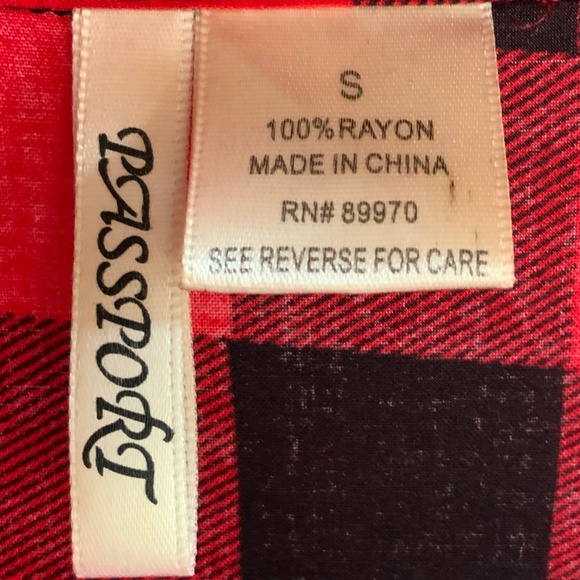 PASSPORT
S
100% RAYON
MADE IN CHINA
RN# 89970
SEE REVERSE FOR CARE